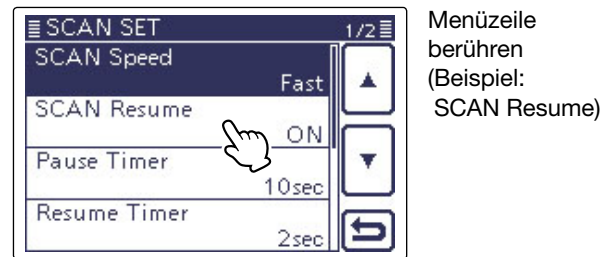 SCAN SET 1/2
SCAN Speed
Fast
SCAN Resume
ON
Pause Timer
10sec
Resume Timer
2sec
Menüzeile
berühren
(Beispiel:
SCAN Resume)